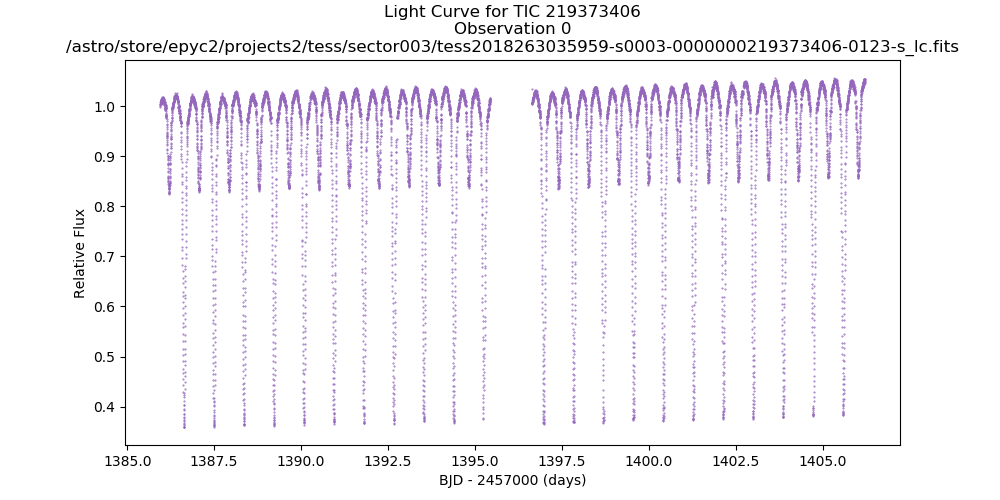 Light Curve for TIC 219373406
Observation 0
/astro/store/epyc2/projects2/tess/sector003/tess2018263035959-s0003-0000000219373406-0123-s_lc.fits
1.0
0.9
0.8
0.7
0.6
0.5
0.4
Relative Flux
1385.0 1387.5 1390.0 1392.5 1395.0 1397.5 1400.0 1402.5 1405.0
BJD - 2457000 (days)